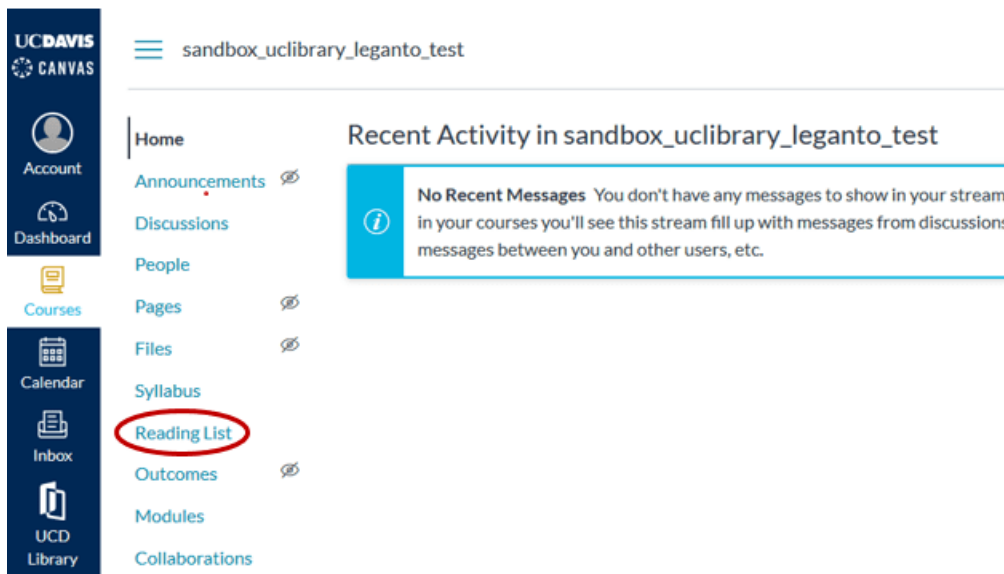 UCDAVIS
CANVAS
Account
Dashboard
Courses
Calendar
Inbox
UCD
Library
sandbox_uclibrary_leganto_test
Home
Announcements
Discussions
People
Pages
Files
Syllabus
Reading List
Outcomes
Modules
Collaborations
Recent Activity in sandbox_uclibrary_leganto_test
No Recent Messages You don't have any messages to show in your stream
in your courses you'll see this stream fill up with messages from discussions
messages between you and other users, etc.